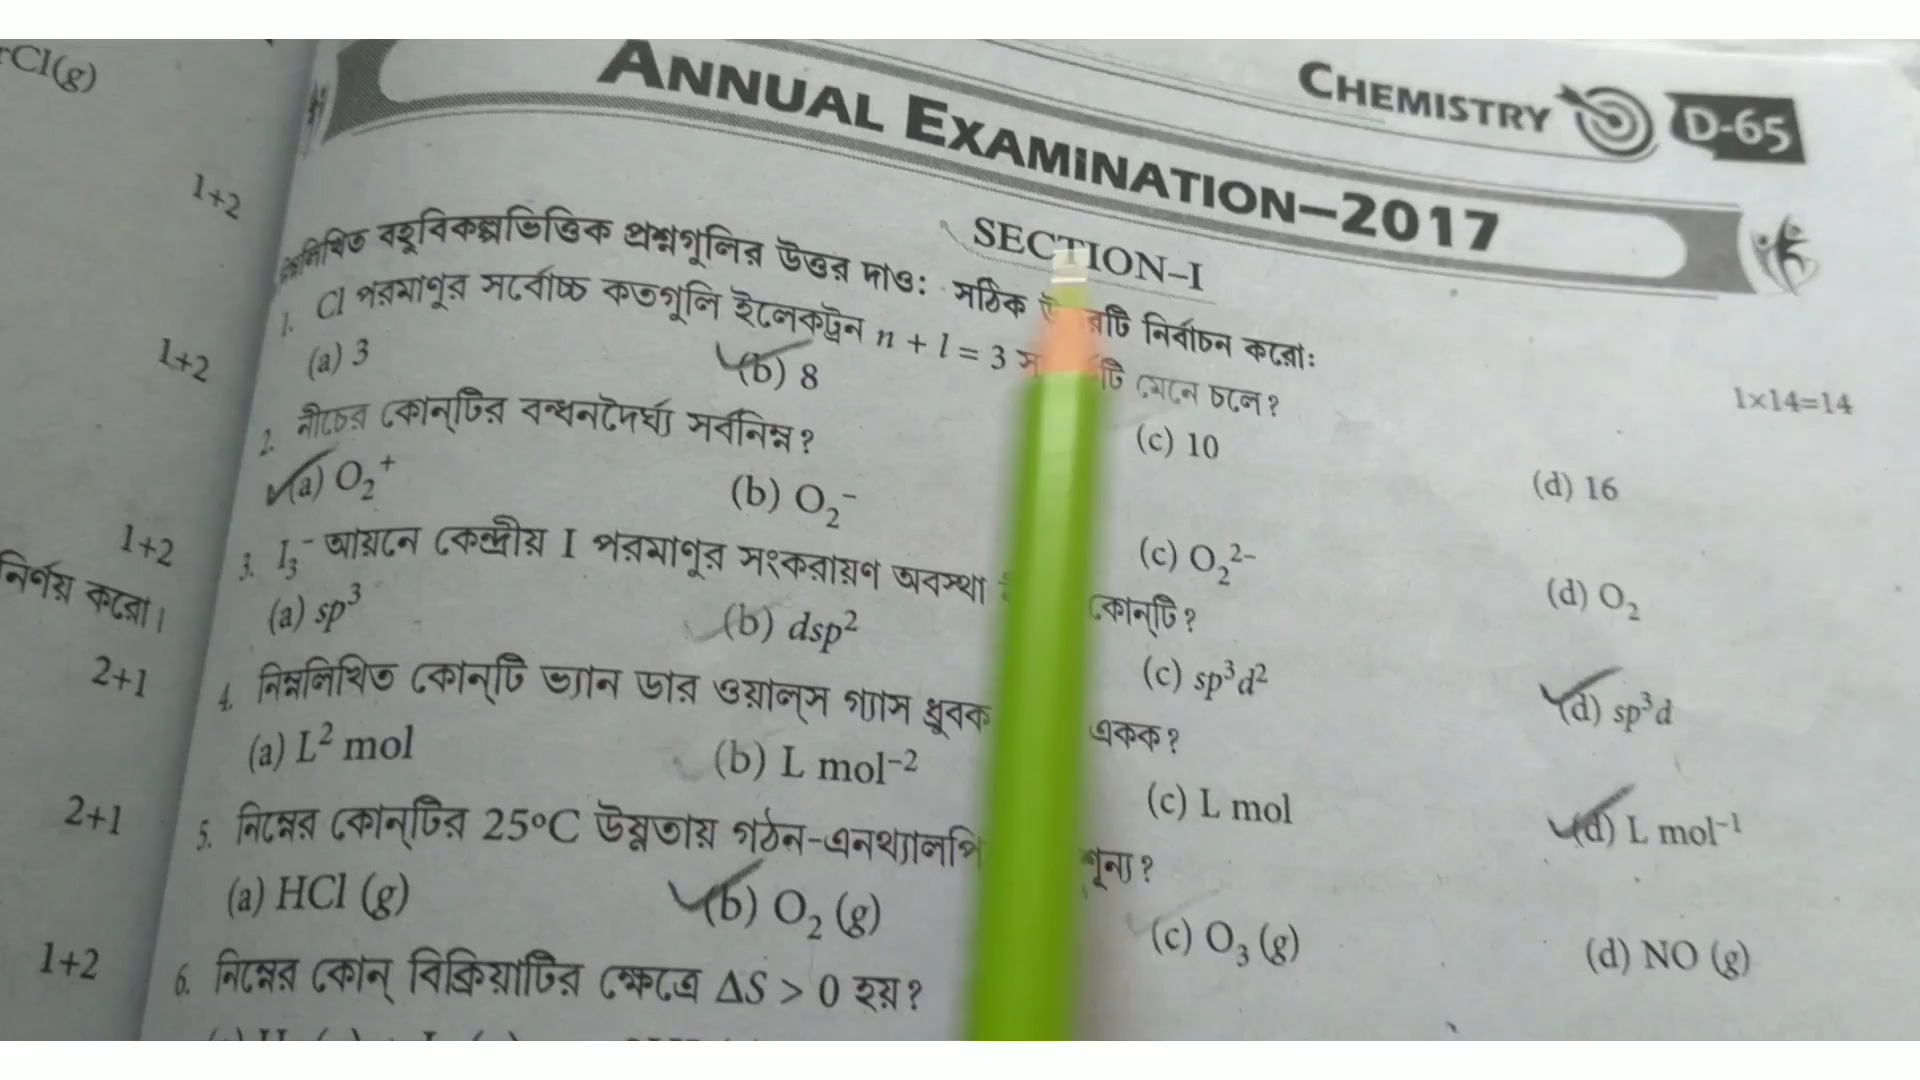 rCl(g)
CHEMISTRY D-65
ANNUAL EXAMINATION–2017
SECTION–I
বহুবিকল্পভিত্তিক প্রশ্নগুলির উত্তর দাও: সঠিক নির্বাচন করো:
1×14=14
1. Cl পরমাণুর সর্বোচ্চ কতগুলি ইলেকট্রন n + l = 3 মেনে চলে?
(a) 3 (b) 8 (c) 10 (d) 16
2. নীচের কোন্‌টির বন্ধনদৈর্ঘ্য সর্বনিম্ন?
(a) O₂⁺ (b) O₂⁻ (c) O₂²⁻ (d) O₂
3. I₃⁻ আয়নে কেন্দ্রীয় I পরমাণুর সংকরায়ণ অবস্থা কোন্‌টি?
(a) sp³ (b) dsp² (c) sp³d² (d) sp³d
4. নিম্নলিখিত কোন্‌টি ভ্যান ডার ওয়াল্‌স গ্যাস ধ্রুবক একক?
(a) L² mol (b) L mol⁻² (c) L mol (d) L mol⁻¹
5. নিম্নের কোন্‌টির 25°C উষ্ণতায় গঠন-এনথ্যালপি শূন্য?
(a) HCl (g) (b) O₂ (g) (c) O₃ (g) (d) NO (g)
6. নিম্নের কোন্ বিক্রিয়াটির ক্ষেত্রে ΔS > 0 হয়?
1+2
1+2
1+2
নির্ণয় করো।
2+1
2+1
1+2